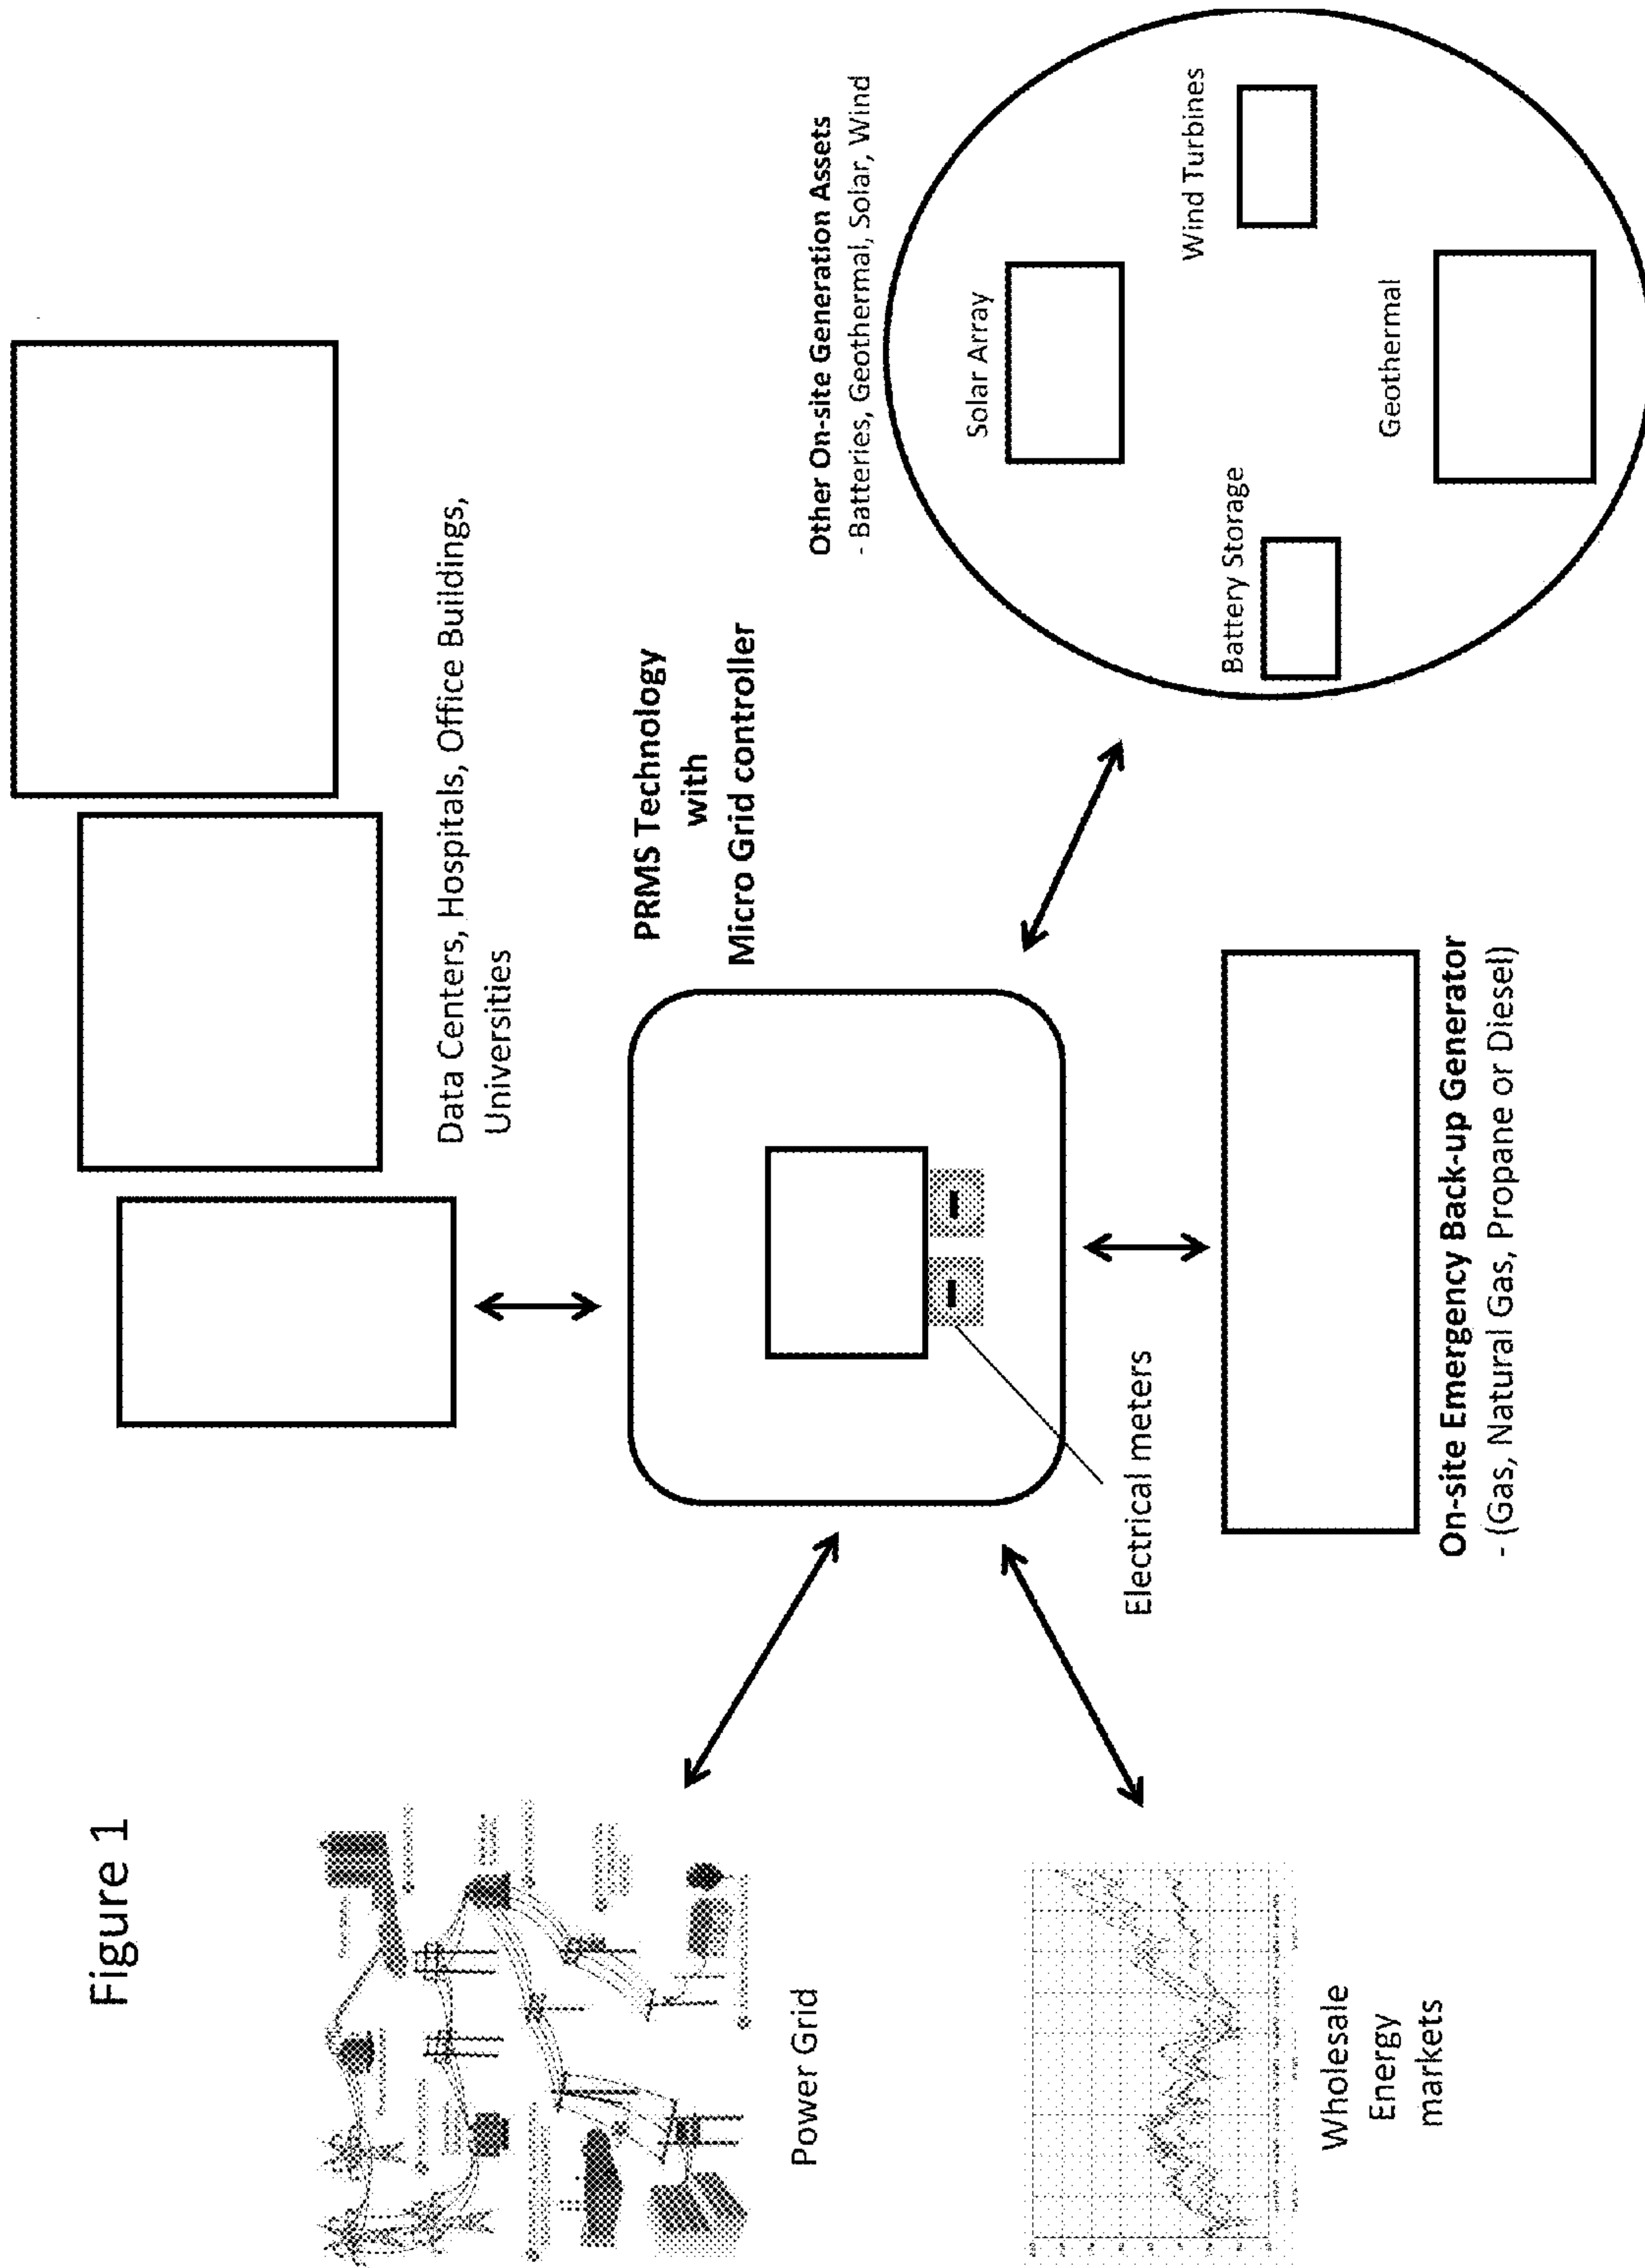 Figure 1
Data Centers, Hospitals, Office Buildings,
Universities
Power Grid
PRMS Technology
with
Micro Grid controller
Electrical meters
Wholesale
Energy
markets
On-site Emergency Back-up Generator
- (Gas, Natural Gas, Propane or Diesel)
Other On-site Generation Assets
- Batteries, Geothermal, Solar, Wind
Solar Array
Wind Turbines
Battery Storage
Geothermal